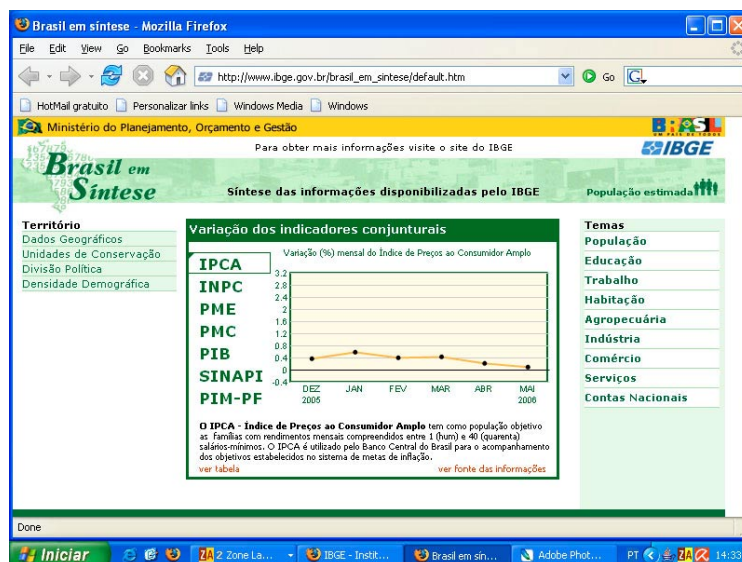 Brasil em síntese - Mozilla Firefox
File Edit View Go Bookmarks Tools Help
http://www.ibge.gov.br/brasil_em_sintese/default.htm Go G
HotMail gratuito Personalizar links Windows Media Windows
Ministério do Planejamento, Orçamento e Gestão BRASIL
UM PAÍS DE TODOS
Para obter mais informações visite o site do IBGE IBGE
Brasil em
Síntese
Síntese das informações disponibilizadas pelo IBGE População estimada
Território
Dados Geográficos
Unidades de Conservação
Divisão Política
Densidade Demográfica
Variação dos indicadores conjunturais
IPCA
INPC
PME
PMC
PIB
SINAPI
PIM-PF
Variação (%) mensal do Índice de Preços ao Consumidor Amplo
3.2
2.8
2.4
2
1.6
1.2
0.8
0.4
0
-0.4
DEZ JAN FEV MAR ABR MAI
2005 2006
O IPCA - Índice de Preços ao Consumidor Amplo tem como população objetivo
as famílias com rendimentos mensais compreendidos entre 1 (hum) e 40 (quarenta)
salários-mínimos. O IPCA é utilizado pelo Banco Central do Brasil para o acompanhamento
dos objetivos estabelecidos no sistema de metas de inflação.
ver tabela ver fonte das informações
Temas
População
Educação
Trabalho
Habitação
Agropecuária
Indústria
Comércio
Serviços
Contas Nacionais
Done
Iniciar ZA 2 Zone La... IBGE - Instit... Brasil em sín... Adobe Phot... PT ZA 14:33